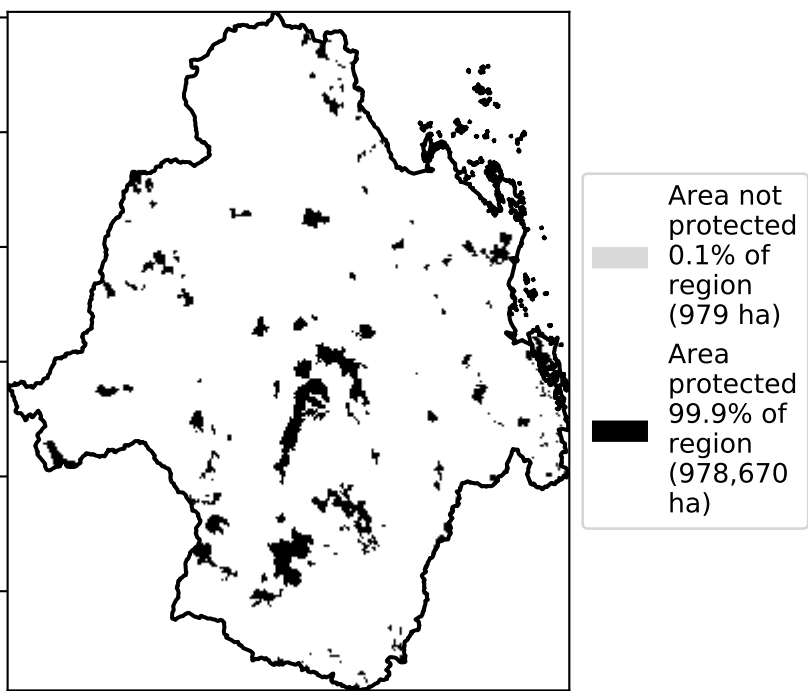 Area not
protected
0.1% of
region
(979 ha)
Area
protected
99.9% of
region
(978,670
ha)